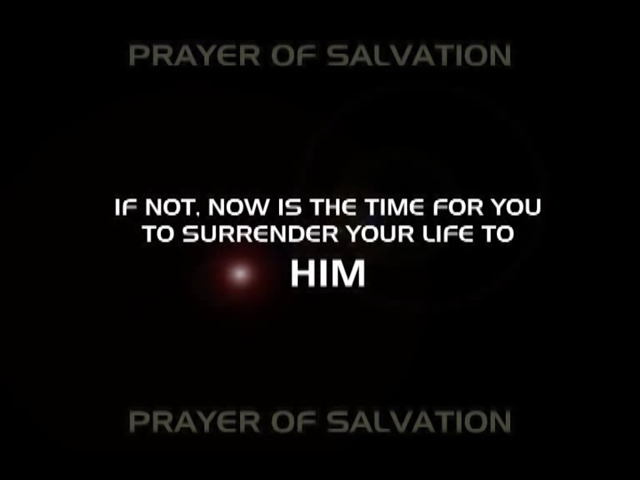 PRAYER OF SALVATION
IF NOT, NOW IS THE TIME FOR YOU
TO SURRENDER YOUR LIFE TO
HIM
PRAYER OF SALVATION